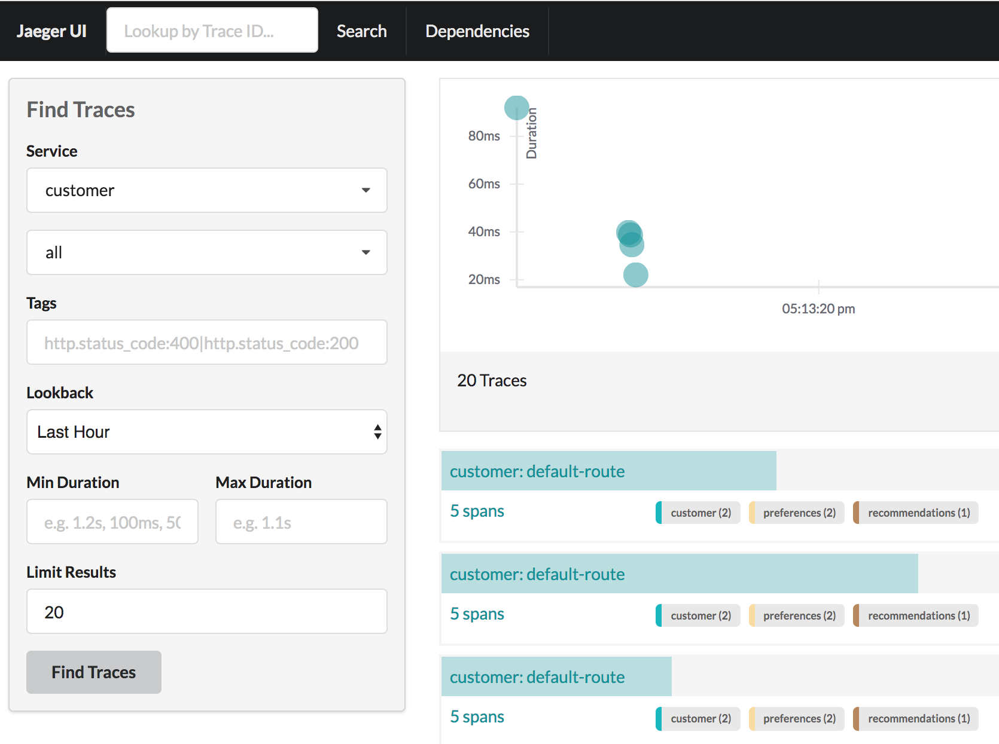 Jaeger UI Lookup by Trace ID... Search Dependencies
Find Traces
Service
customer
all
Tags
http.status_code:400|http.status_code:200
Lookback
Last Hour
Min Duration Max Duration
e.g. 1.2s, 100ms, 50 e.g. 1.1s
Limit Results
20
Find Traces
Duration
80ms
60ms
40ms
20ms
05:13:20 pm
20 Traces
customer: default-route
5 spans customer (2) preferences (2) recommendations (1)
customer: default-route
5 spans customer (2) preferences (2) recommendations (1)
customer: default-route
5 spans customer (2) preferences (2) recommendations (1)